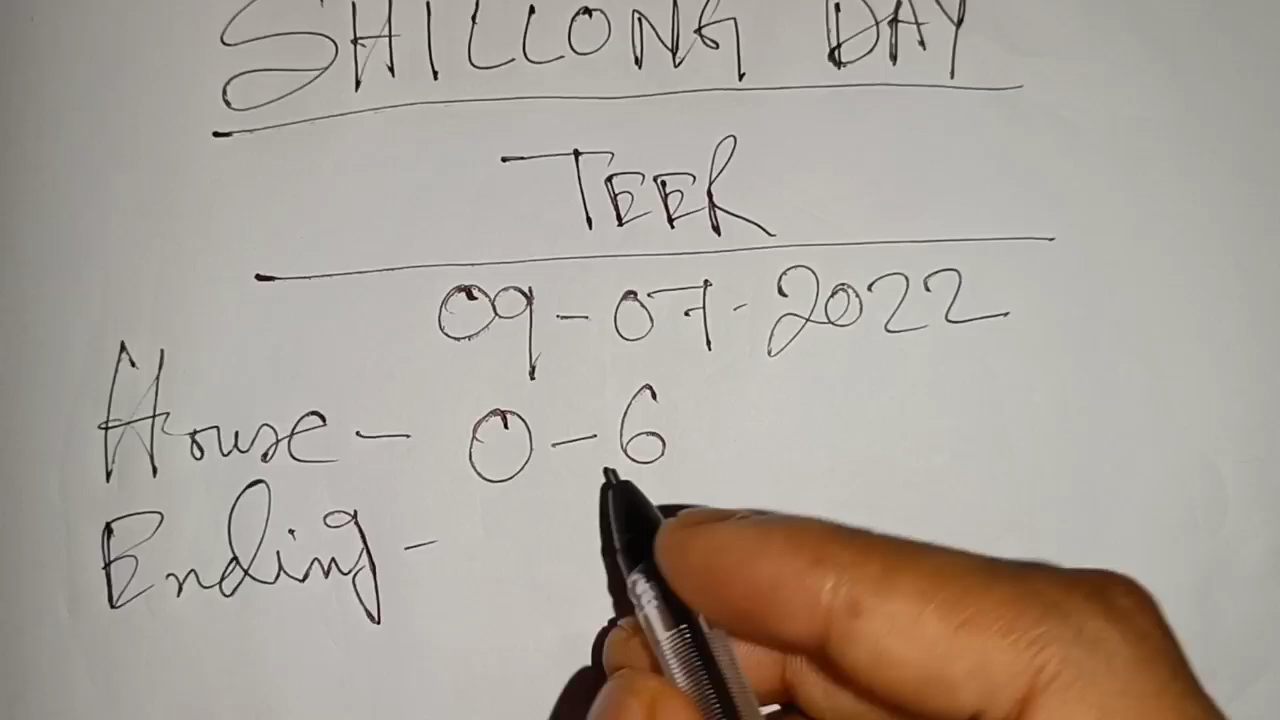 SHILLONG DAY
TEER
09-07-2022
House - 0-6
Ending -